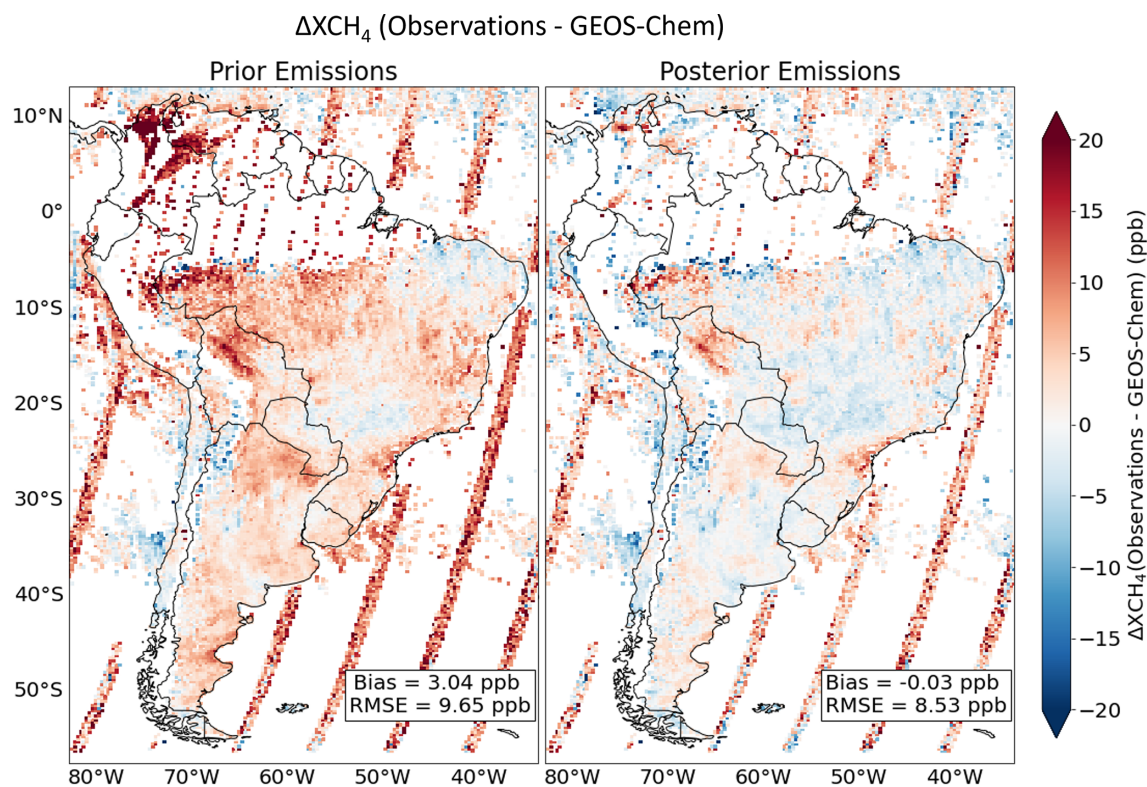 ΔXCH₄ (Observations - GEOS-Chem)
Prior Emissions
Posterior Emissions
10°N
0°
10°S
20°S
30°S
40°S
50°S
Bias = 3.04 ppb
RMSE = 9.65 ppb
Bias = -0.03 ppb
RMSE = 8.53 ppb
80°W 70°W 60°W 50°W 40°W
80°W 70°W 60°W 50°W 40°W
20
15
10
5
0
−5
−10
−15
−20
ΔXCH₄(Observations - GEOS-Chem) (ppb)